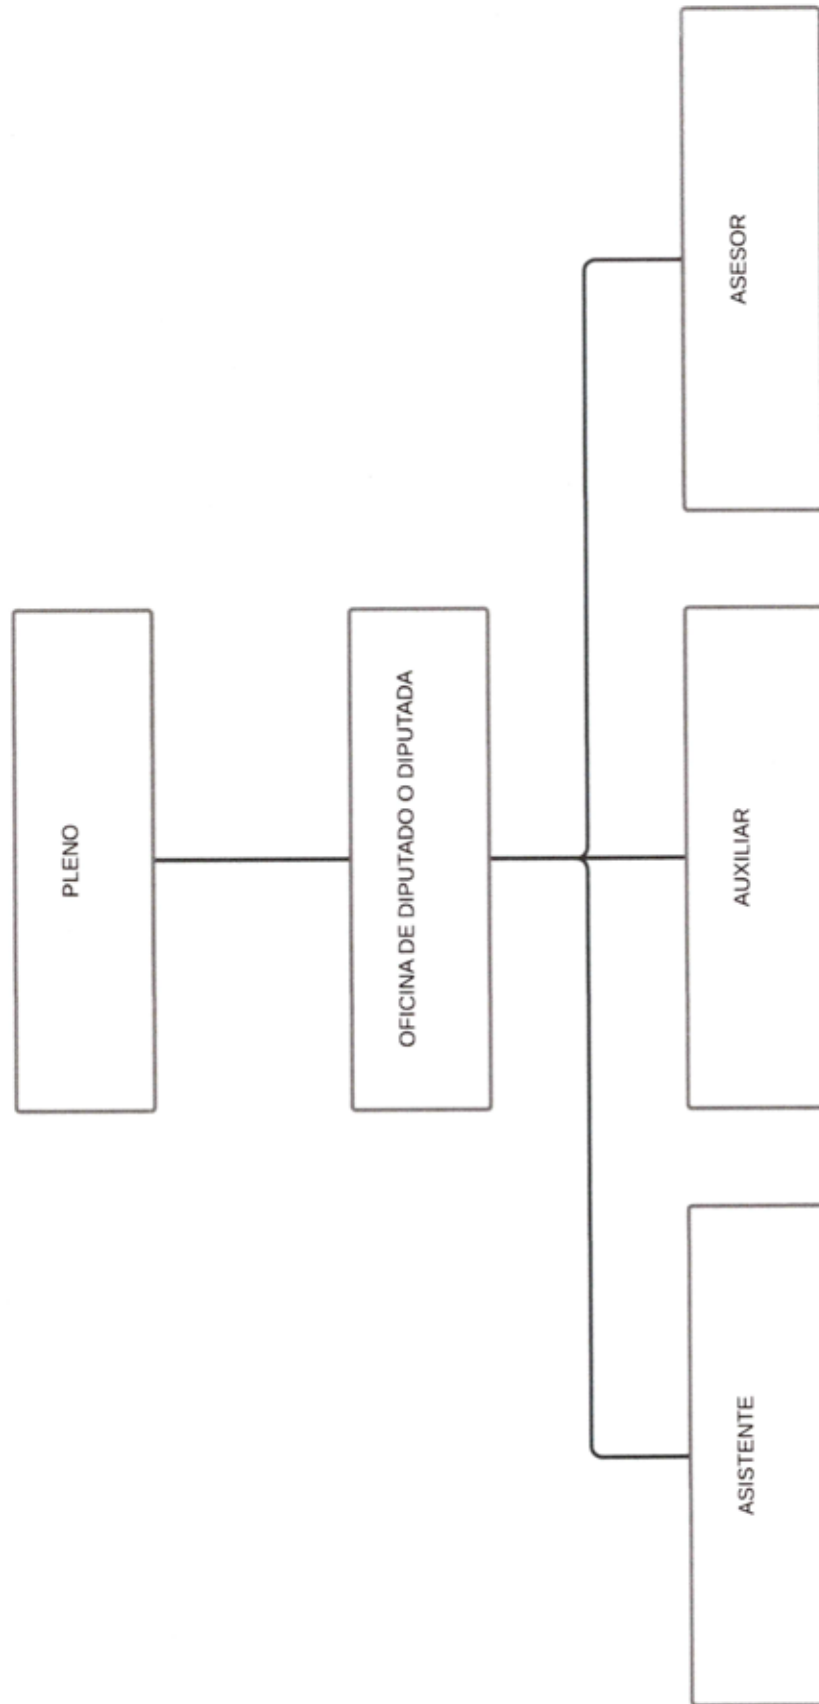 PLENO
OFICINA DE DIPUTADO O DIPUTADA
ASISTENTE
AUXILIAR
ASESOR